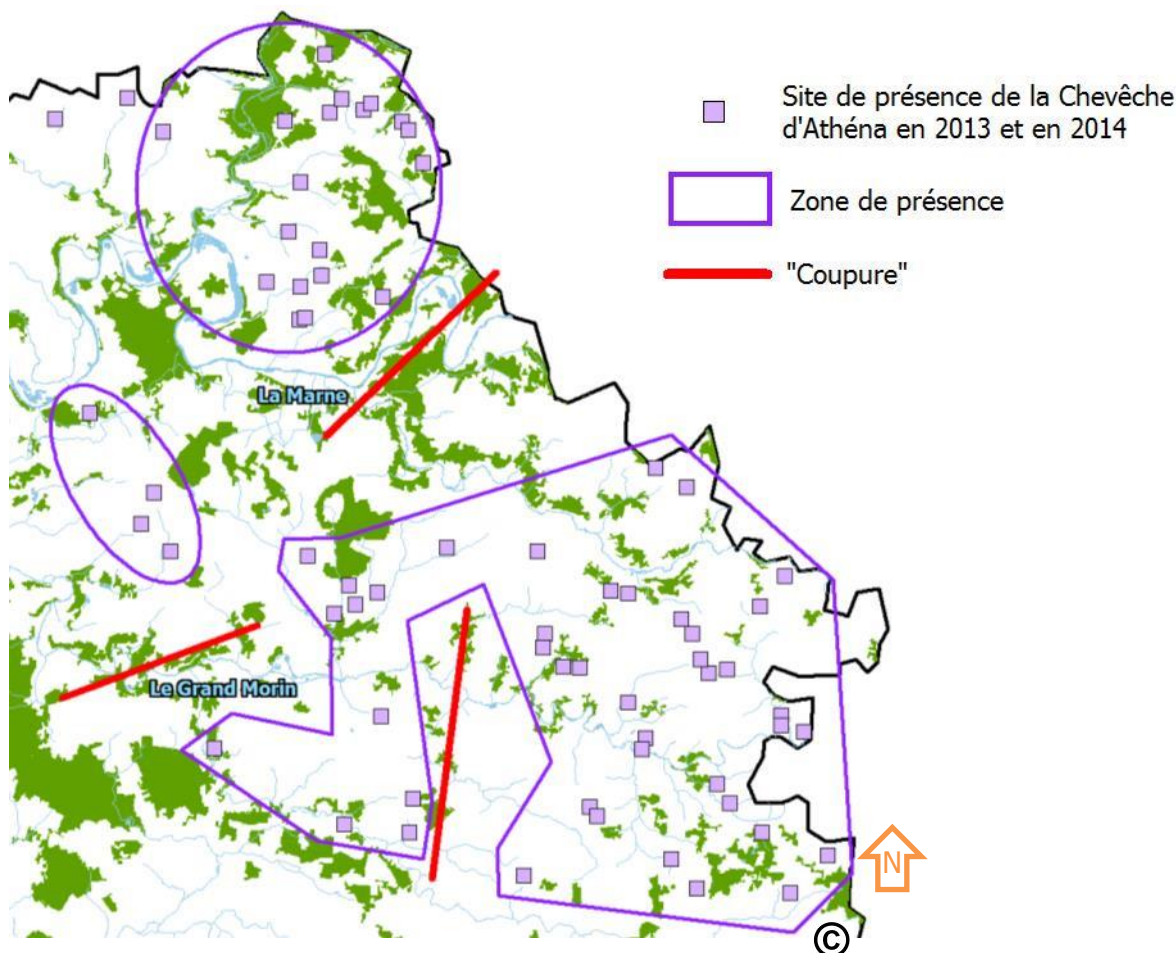 Site de présence de la Chevêche
d'Athéna en 2013 et en 2014
Zone de présence
"Coupure"
La Marne
Le Grand Morin
N
©